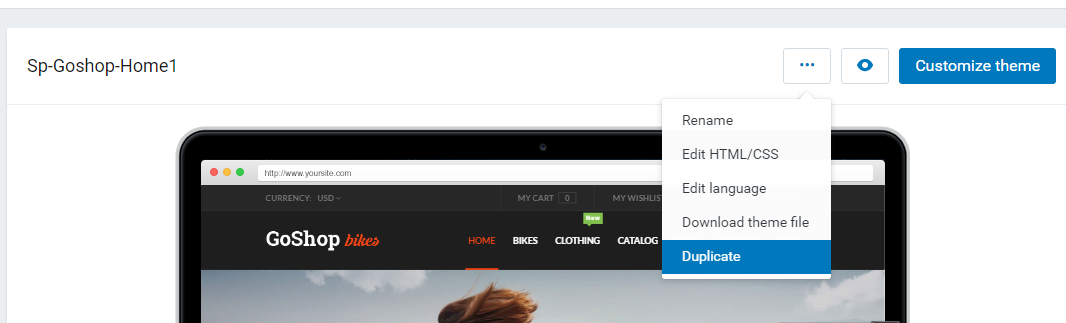 Sp-Goshop-Home1
... Customize theme
Rename
Edit HTML/CSS
Edit language
Download theme file
Duplicate
http://www.yoursite.com
CURRENCY: USD MY CART 0 MY WISHLIST
New
GoShop bikes HOME BIKES CLOTHING CATALOG